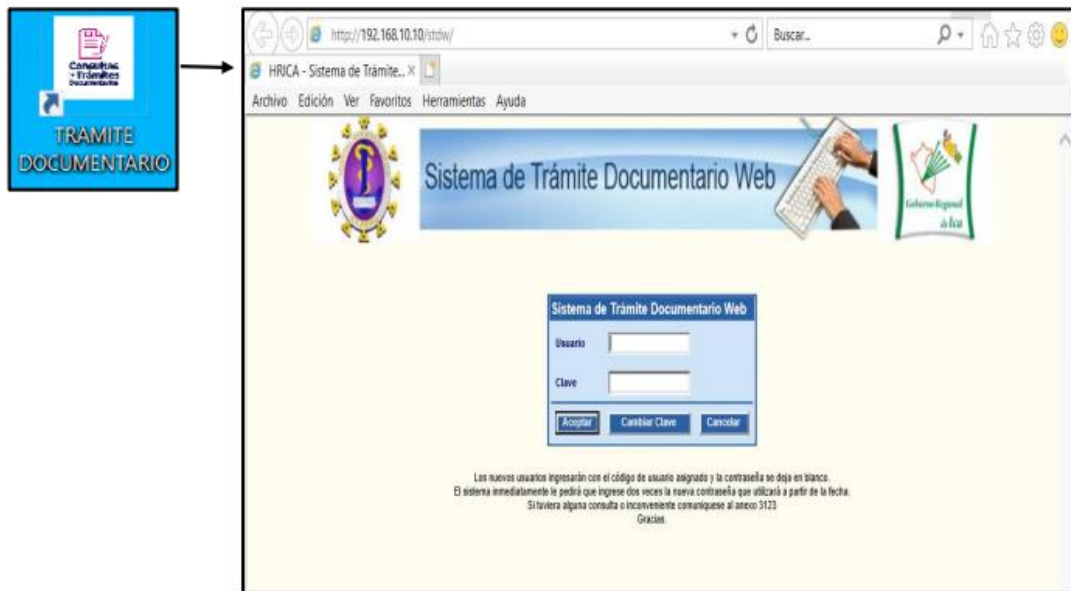 Consultas
- Trámites
Documentarios
TRAMITE
DOCUMENTARIO
http://192.168.10.10/stdw/
Buscar...
HRICA - Sistema de Trámite...
Archivo Edición Ver Favoritos Herramientas Ayuda
Sistema de Trámite Documentario Web
Gobierno Regional
de Ica
Sistema de Trámite Documentario Web
Usuario
Clave
Aceptar Cambiar Clave Cancelar
Los nuevos usuarios ingresarán con el código de usuario asignado y la contraseña se deja en blanco.
El sistema inmediatamente le pedirá que ingrese dos veces la nueva contraseña que utilizará a partir de la fecha.
Si tuviera alguna consulta o inconveniente comuniquese al anexo 3123
Gracias.